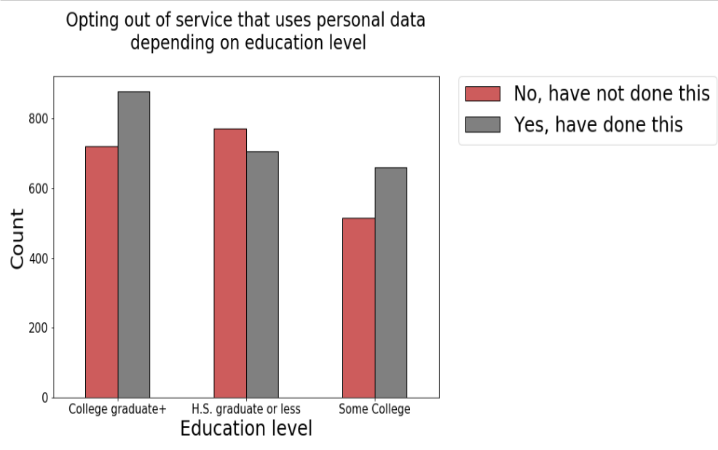 Opting out of service that uses personal data
depending on education level
No, have not done this
Yes, have done this
Count
800
600
400
200
0
College graduate+ H.S. graduate or less Some College
Education level